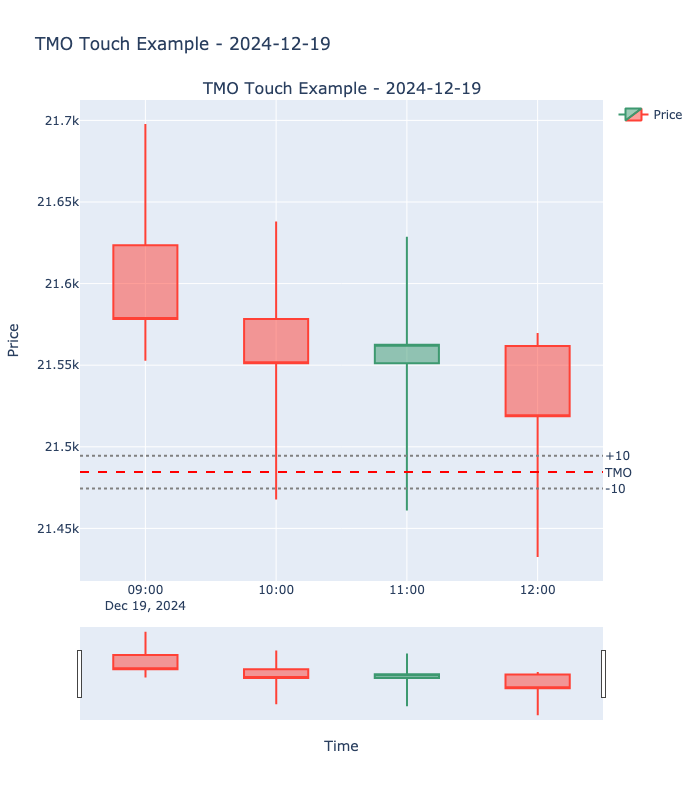 TMO Touch Example - 2024-12-19
TMO Touch Example - 2024-12-19
Price
21.7k
21.65k
21.6k
21.55k
21.5k
21.45k
Price
+10
TMO
-10
09:00
Dec 19, 2024
10:00
11:00
12:00
Time